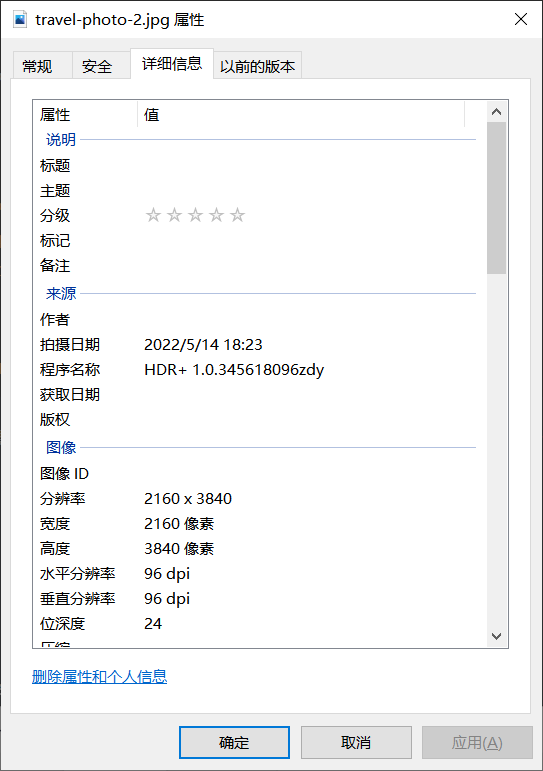 travel-photo-2.jpg 属性
常规 安全 详细信息 以前的版本
属性 值
说明
标题
主题
分级
标记
备注
来源
作者
拍摄日期 2022/5/14 18:23
程序名称 HDR+ 1.0.345618096zdy
获取日期
版权
图像
图像 ID
分辨率 2160 x 3840
宽度 2160 像素
高度 3840 像素
水平分辨率 96 dpi
垂直分辨率 96 dpi
位深度 24
删除属性和个人信息
确定 取消 应用(A)